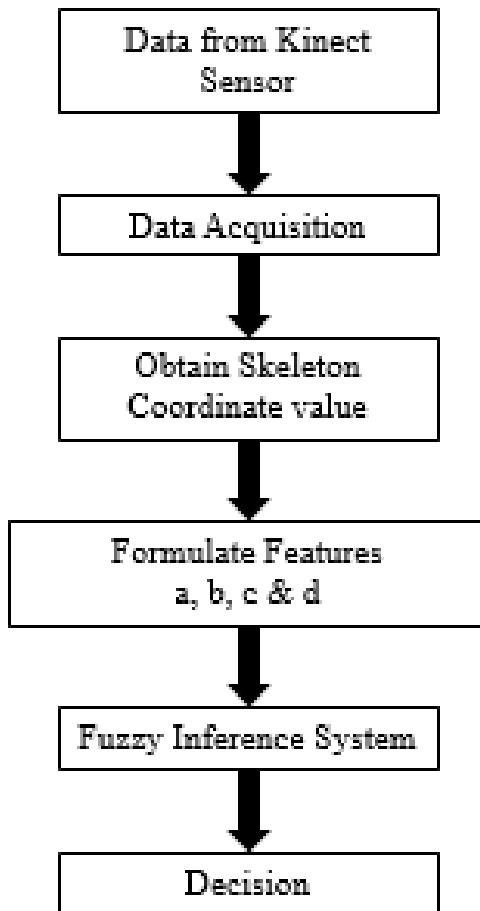 Data from Kinect
Sensor
Data Acquisition
Obtain Skeleton
Coordinate value
Formulate Features
a, b, c & d
Fuzzy Inference System
Decision